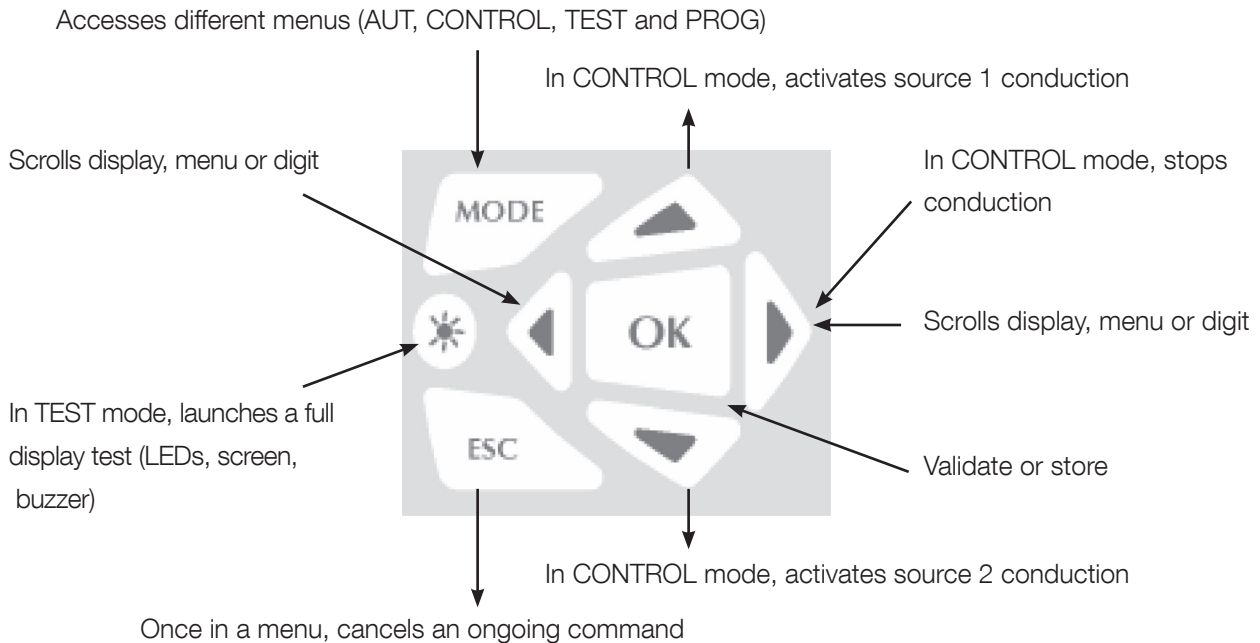 Accesses different menus (AUT, CONTROL, TEST and PROG)
In CONTROL mode, activates source 1 conduction
Scrolls display, menu or digit
In CONTROL mode, stops
conduction
MODE
OK
Scrolls display, menu or digit
In TEST mode, launches a full
display test (LEDs, screen,
buzzer)
ESC
Validate or store
In CONTROL mode, activates source 2 conduction
Once in a menu, cancels an ongoing command